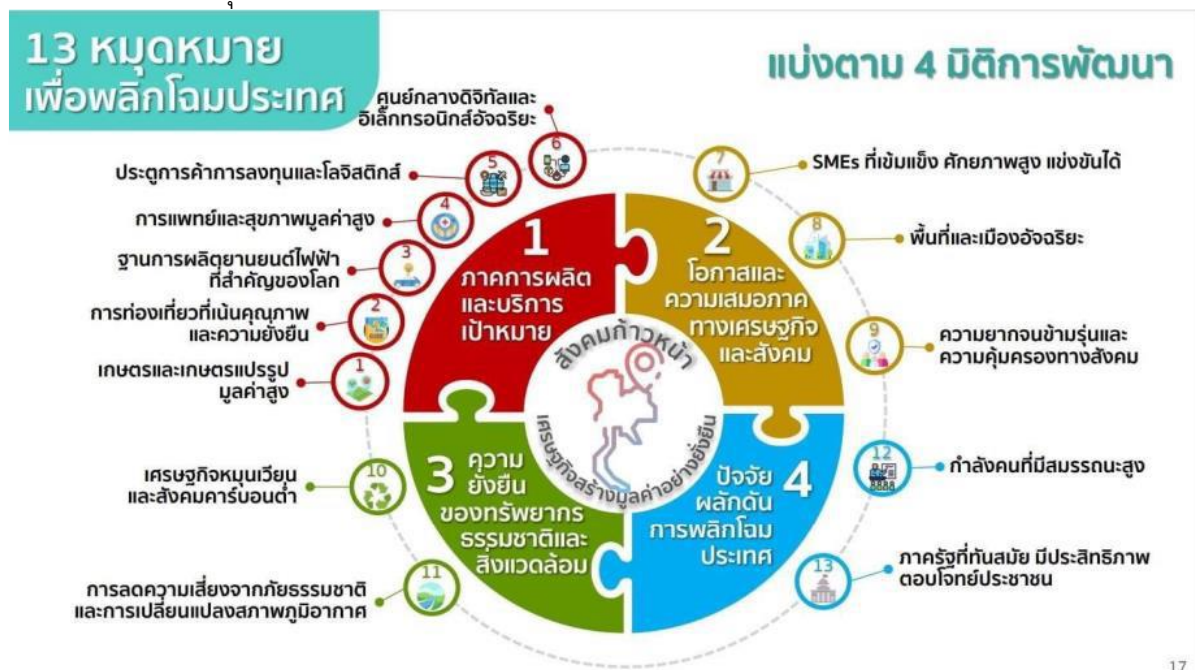 13 หมุดหมาย
เพื่อพลิกโฉมประเทศ
แบ่งตาม 4 มิติการพัฒนา
ศูนย์กลางดิจิทัลและ
อิเล็กทรอนิกส์อัจฉริยะ
6
ประตูการค้าการลงทุนและโลจิสติกส์
5
การแพทย์และสุขภาพมูลค่าสูง
4
ฐานการผลิตยานยนต์ไฟฟ้า
ที่สำคัญของโลก
3
การท่องเที่ยวที่เน้นคุณภาพ
และความยั่งยืน
2
เกษตรและเกษตรแปรรูป
มูลค่าสูง
1
1
ภาคการผลิต
และบริการ
เป้าหมาย
7
SMEs ที่เข้มแข็ง ศักยภาพสูง แข่งขันได้
8
พื้นที่และเมืองอัจฉริยะ
9
ความยากจนข้ามรุ่นและ
ความคุ้มครองทางสังคม
2
โอกาสและ
ความเสมอภาค
ทางเศรษฐกิจ
และสังคม
สังคมก้าวหน้า
เศรษฐกิจสร้างมูลค่าอย่างยั่งยืน
10
เศรษฐกิจหมุนเวียน
และสังคมคาร์บอนต่ำ
11
การลดความเสี่ยงจากภัยธรรมชาติ
และการเปลี่ยนแปลงสภาพภูมิอากาศ
3 ความ
ยั่งยืน
ของทรัพยากร
ธรรมชาติและ
สิ่งแวดล้อม
ปัจจัย 4
ผลักดัน
การพลิกโฉม
ประเทศ
12
กำลังคนที่มีสมรรถนะสูง
13
ภาครัฐที่ทันสมัย มีประสิทธิภาพ
ตอบโจทย์ประชาชน
17